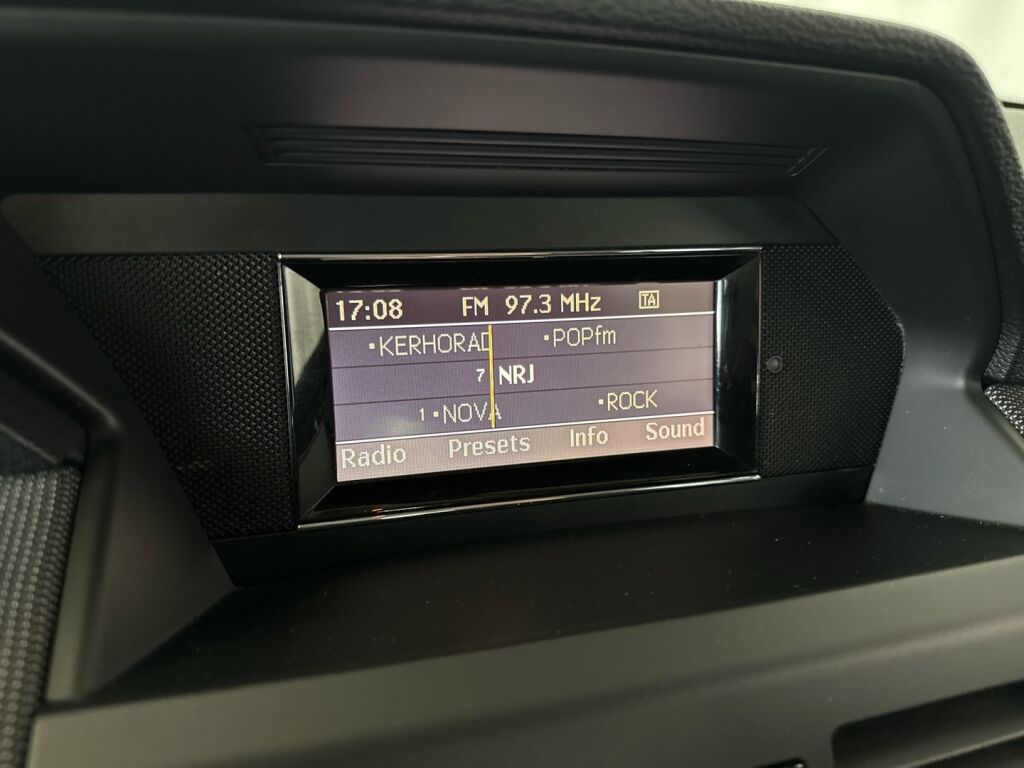 17:08 FM 97.3 MHz TA
▪KERHORAD ▪POPfm
7 NRJ
1▪NOVA ▪ROCK
Radio Presets Info Sound